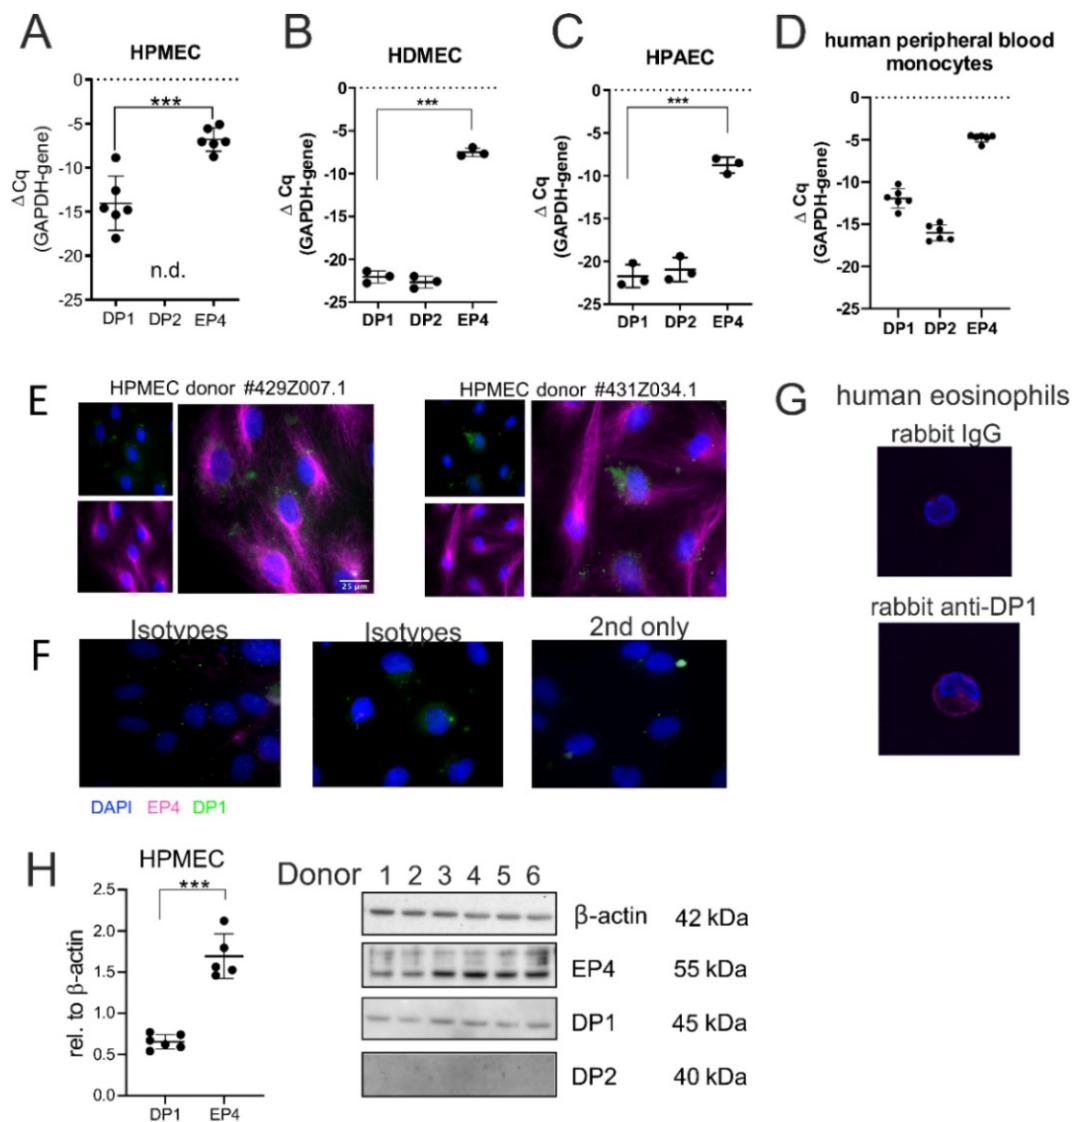 A
HPMEC
0
-5
-10
-15
-20
-25
Δ Cq
(GAPDH-gene)
***
n.d.
DP1 DP2 EP4
B
HDMEC
0
-5
-10
-15
-20
-25
Δ Cq
(GAPDH-gene)
***
DP1 DP2 EP4
C
HPAEC
0
-5
-10
-15
-20
-25
Δ Cq
(GAPDH-gene)
***
DP1 DP2 EP4
D
human peripheral blood
monocytes
0
-5
-10
-15
-20
-25
Δ Cq
(GAPDH-gene)
DP1 DP2 EP4
E
HPMEC donor #429Z007.1
25 µm
HPMEC donor #431Z034.1
F
Isotypes
Isotypes
2nd only
DAPI EP4 DP1
G
human eosinophils
rabbit IgG
rabbit anti-DP1
H
HPMEC
***
2.5
2.0
1.5
1.0
0.5
0.0
rel. to β-actin
DP1 EP4
Donor 1 2 3 4 5 6
β-actin 42 kDa
EP4 55 kDa
DP1 45 kDa
DP2 40 kDa